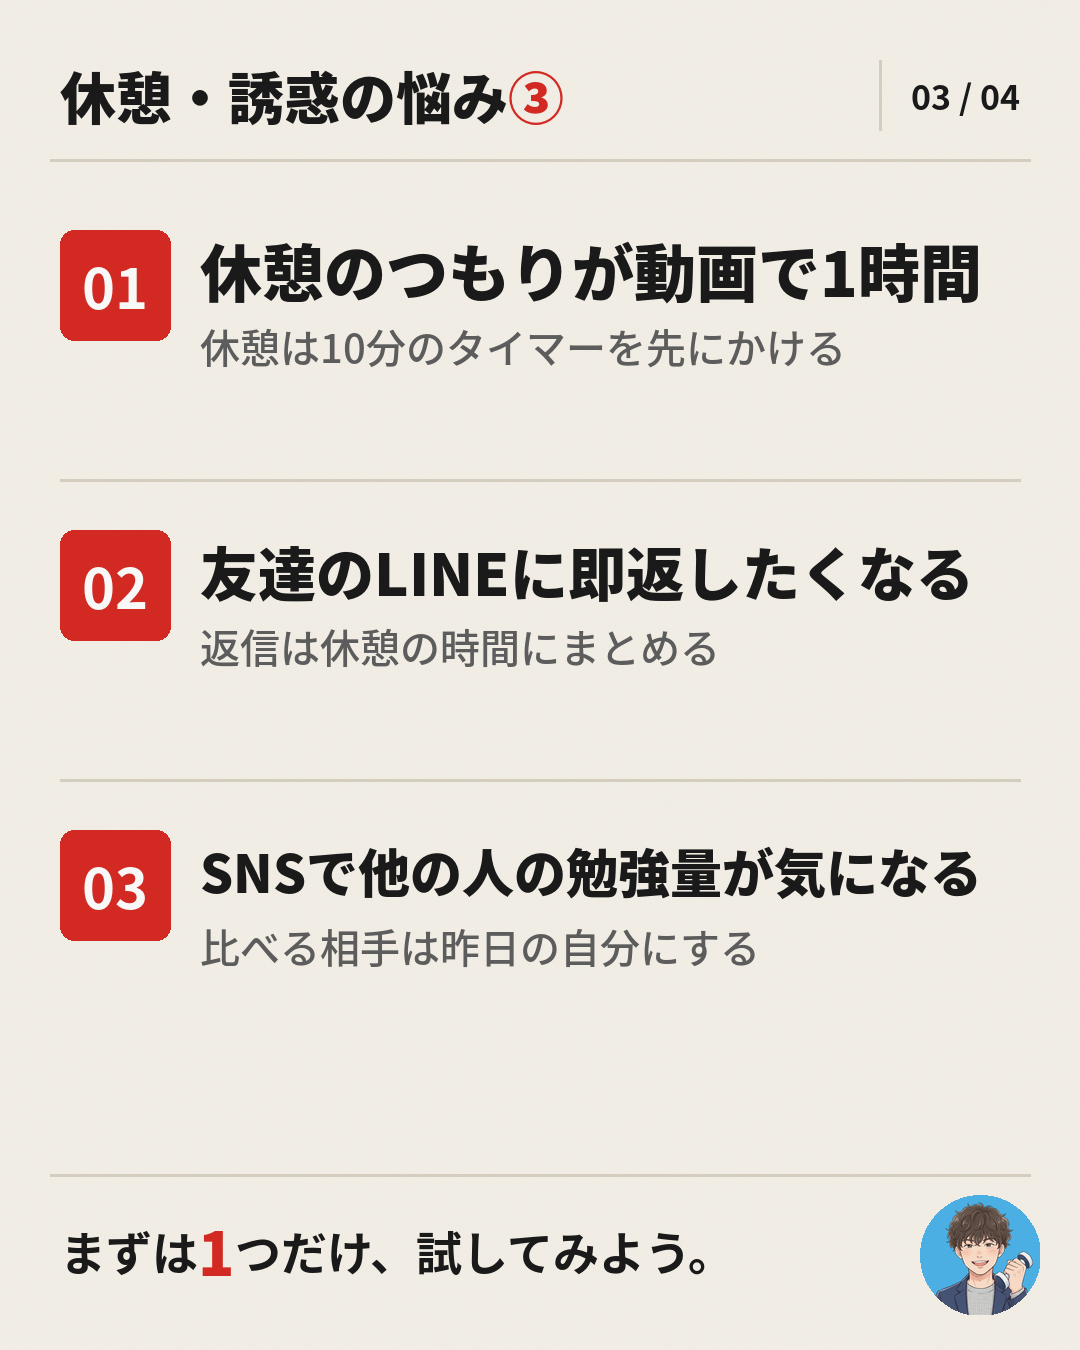 休憩・誘惑の悩み③
03 / 04
01
休憩のつもりが動画で1時間
休憩は10分のタイマーを先にかける
02
友達のLINEに即返したくなる
返信は休憩の時間にまとめる
03
SNSで他の人の勉強量が気になる
比べる相手は昨日の自分にする
まずは1つだけ、試してみよう。